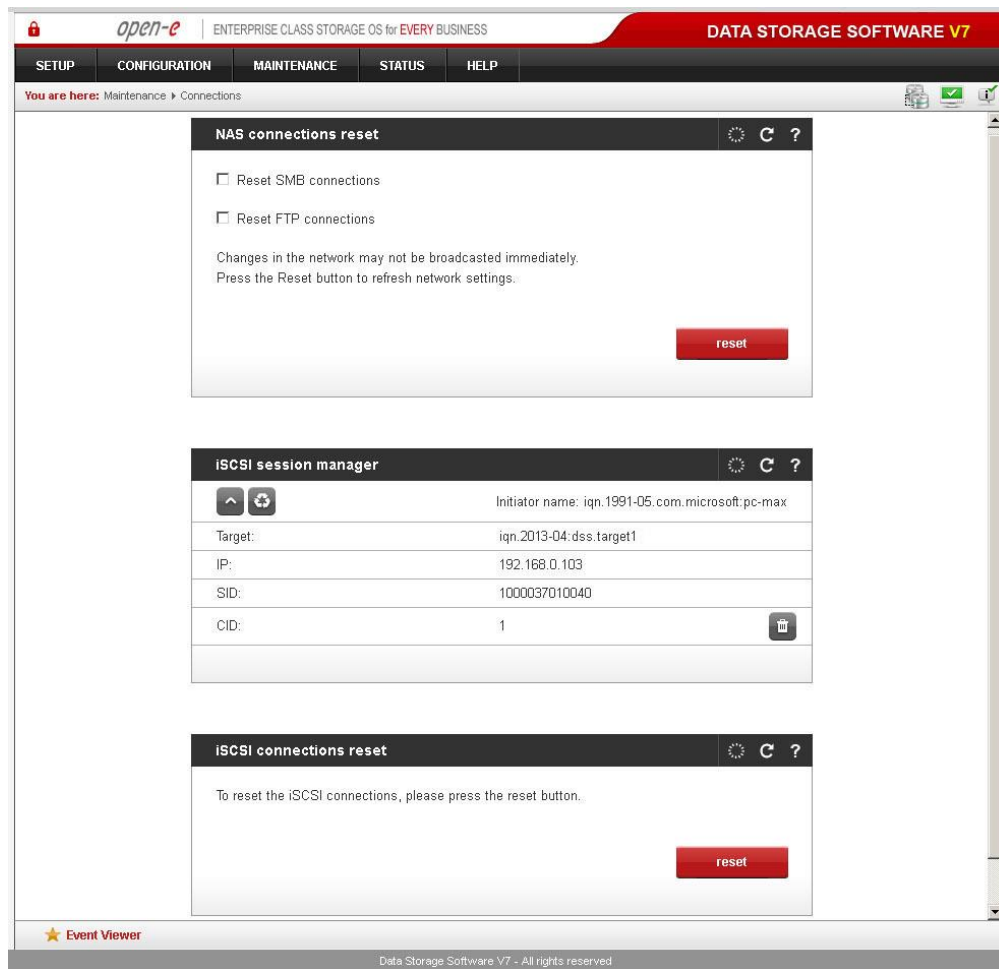 open-e ENTERPRISE CLASS STORAGE OS for EVERY BUSINESS DATA STORAGE SOFTWARE V7
SETUP CONFIGURATION MAINTENANCE STATUS HELP
You are here: Maintenance Connections
NAS connections reset ?
Reset SMB connections
Reset FTP connections
Changes in the network may not be broadcasted immediately.
Press the Reset button to refresh network settings.
reset
iSCSI session manager ?
Initiator name: iqn.1991-05.com.microsoft:pc-max
Target: iqn.2013-04:dss.target1
IP: 192.168.0.103
SID: 1000037010040
CID: 1
iSCSI connections reset ?
To reset the iSCSI connections, please press the reset button.
reset
Event Viewer
Data Storage Software V7 - All rights reserved